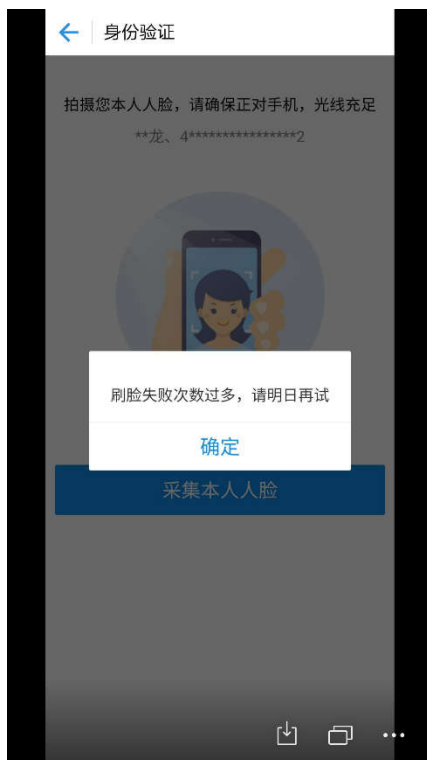 身份验证
拍摄您本人人脸，请确保正对手机，光线充足
**龙、4****************2
刷脸失败次数过多，请明日再试
确定
采集本人人脸